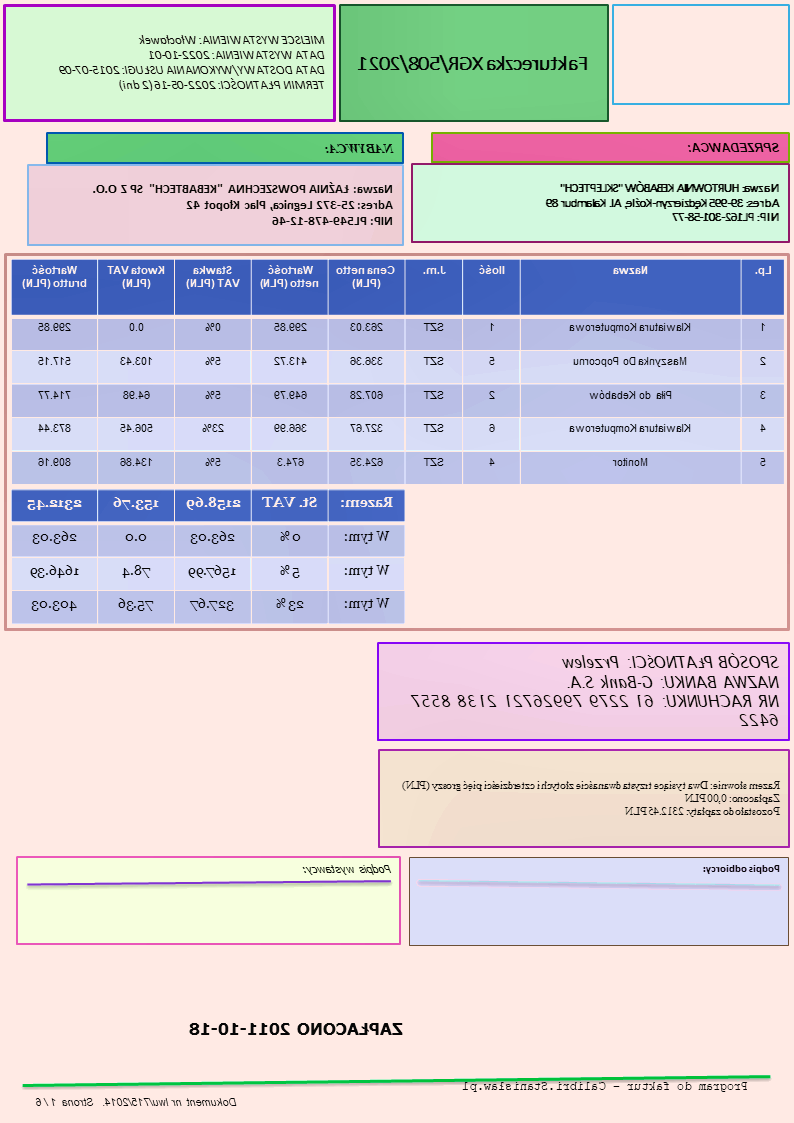 Faktureczka XGR/508/2021
MIEJSCE WYSTAWIENIA: Włodowek
DATA WYSTAWIENIA: 2022-10-01
DATA DOSTAWY/WYKONANIA USŁUGI: 2015-07-09
TERMIN PŁATNOŚCI: 2022-05-16 (2 dni)
SPRZEDAWCA:
Nazwa: HURTOWNIA KEBABÓW "SKLEPTECH"
Adres: 39-995 Kędzierzyn-Koźle, Al. Kalambur 89
NIP: PL162-301-58-77
NABYWCA:
Nazwa: ŁAŹNIA POWSZECHNA "KEBABTECH" SP Z O.O.
Adres: 25-372 Legnica, Plac Kłopot 42
NIP: PL549-478-12-46
Lp. Nazwa Ilość J.m. Cena netto (PLN) Wartość netto (PLN) Stawka VAT (PLN) Kwota VAT (PLN) Wartość brutto (PLN)
1 Klawiatura Komputerowa 1 SZT 263.03 299.85 0% 0.0 299.85
2 Maszynka Do Popcornu 5 SZT 336.36 413.72 5% 103.43 517.15
3 Piła do Kebabów 2 SZT 607.28 649.79 5% 64.98 714.77
4 Klawiatura Komputerowa 6 SZT 327.67 366.99 23% 506.45 873.44
5 Monitor 4 SZT 624.35 674.3 5% 134.86 809.16
Razem: St. VAT 2158.69 153.76 2312.45
W tym: 0% 263.03 0.0 263.03
W tym: 5% 1567.99 78.4 1646.39
W tym: 23% 327.67 75.36 403.03
SPOSÓB PŁATNOŚCI: Przelew
NAZWA BANKU: G-Bank S.A.
NR RACHUNKU: 61 2279 79926721 2138 8557
6422
Razem słownie: Dwa tysiące trzysta dwanaście złotych i czterdzieści pięć groszy (PLN)
Zapłacono: 0,00 PLN
Pozostało do zapłaty: 2312.45 PLN
Podpis odbiorcy:
Podpis wystawcy:
ZAPŁACONO 2011-10-18
Program do faktur – Calibri.Stanisław.pl
Dokument nr lwu/715/2014, Strona 1 / 6